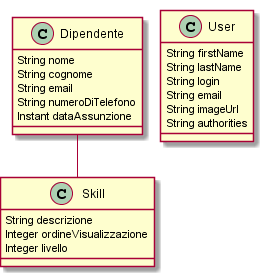 C Dipendente
String nome
String cognome
String email
String numeroDiTelefono
Instant dataAssunzione
C User
String firstName
String lastName
String login
String email
String imageUrl
String authorities
C Skill
String descrizione
Integer ordineVisualizzazione
Integer livello